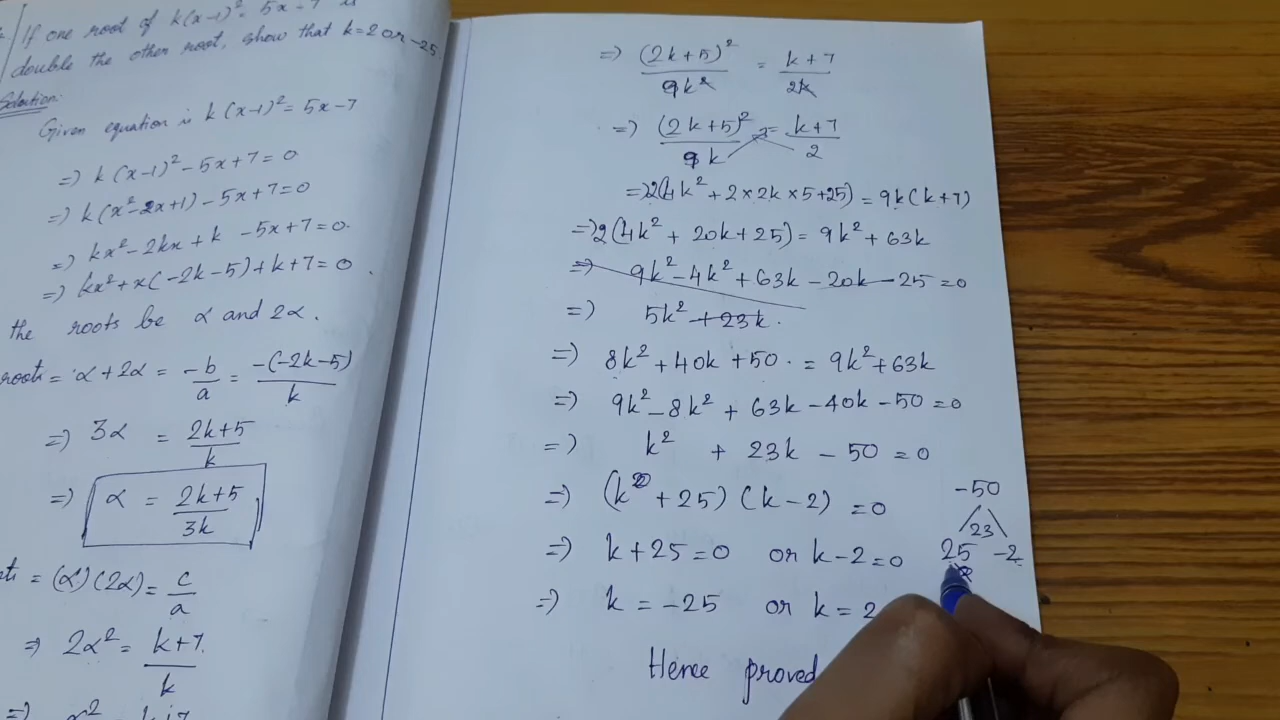 If one root of k(x-1)² = 5x-7 is
double the other root, show that k=2 or -25.
Solution:
Given equation is k(x-1)² = 5x-7
=> k(x-1)² - 5x+7=0
=> k(x²-2x+1) - 5x+7=0
=> kx²-2kx+k -5x+7=0.
=> kx²+x(-2k-5)+k+7=0.
the roots be α and 2α.
roots = α+2α = -b/a = -(-2k-5)/k
=> 3α = 2k+5/k
=> α = 2k+5/3k
= (α)(2α) = c/a
=> 2α² = k+7/k
=> (2k+5)²/9k² = k+7/2k
=> (2k+5)²/9k = k+7/2
=> 2(4k²+2×2k×5+25) = 9k(k+7)
=> 2(4k²+20k+25) = 9k²+63k
=> 9k²-4k²+63k-20k-25=0
=> 5k²+23k.
=> 8k²+40k+50. = 9k²+63k
=> 9k²-8k²+63k-40k-50=0
=> k² + 23k - 50 = 0
=> (k+25)(k-2)=0
=> k+25=0 or k-2=0
=> k = -25 or k = 2
Hence proved
-50
23
25 -2